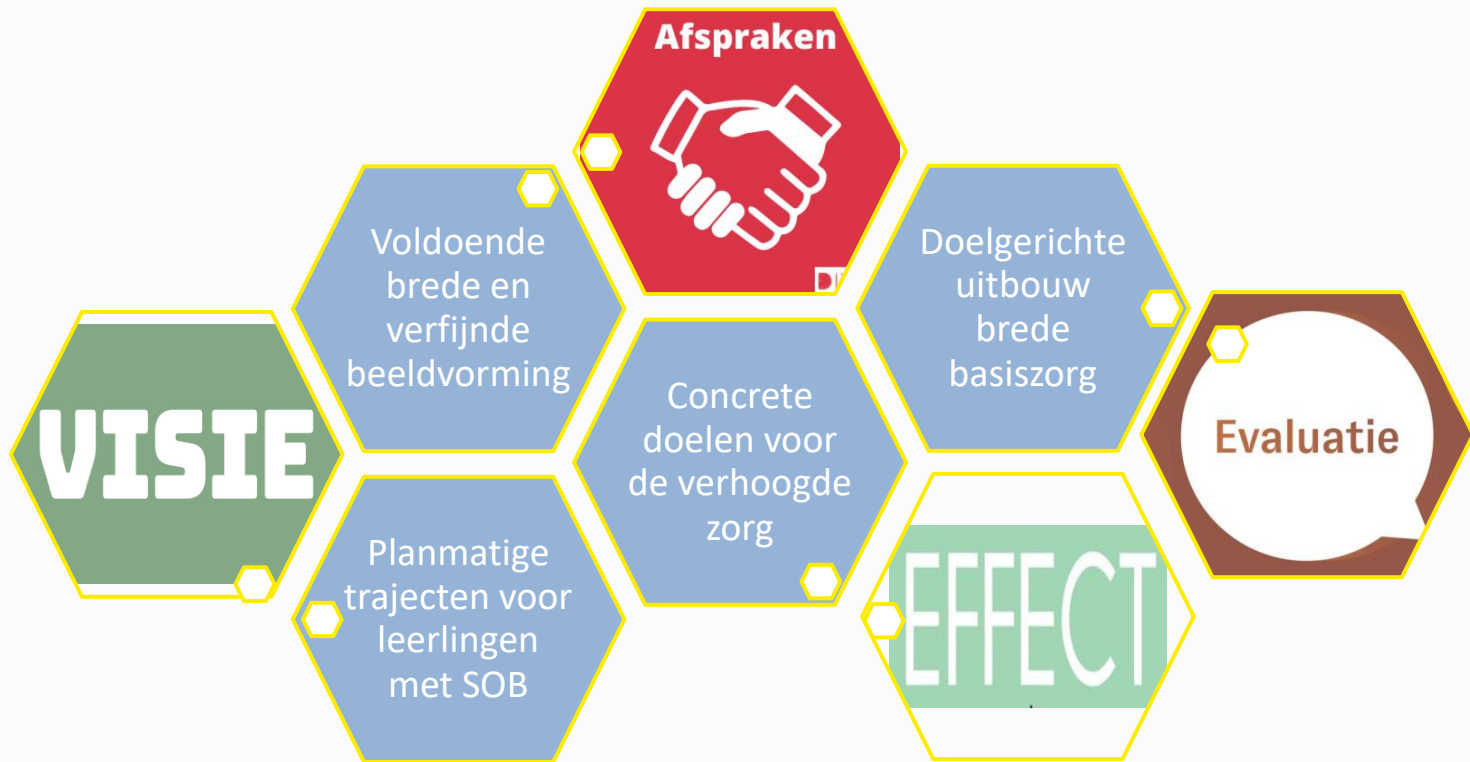 Afspraken
Voldoende
brede en
verfijnde
beeldvorming
Doelgerichte
uitbouw
brede
basiszorg
VISIE
Concrete
doelen voor
de verhoogde
zorg
Evaluatie
Planmatige
trajecten voor
leerlingen
met SOB
EFFECT